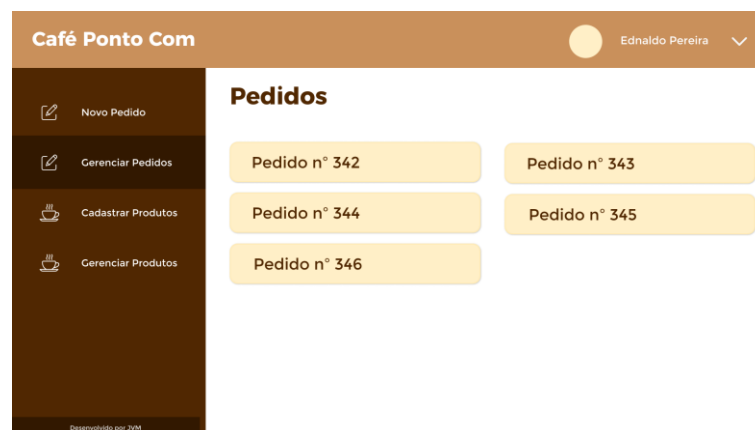 Café Ponto Com
Ednaldo Pereira
Novo Pedido
Gerenciar Pedidos
Cadastrar Produtos
Gerenciar Produtos
Desenvolvido por JVM
Pedidos
Pedido n° 342
Pedido n° 343
Pedido n° 344
Pedido n° 345
Pedido n° 346